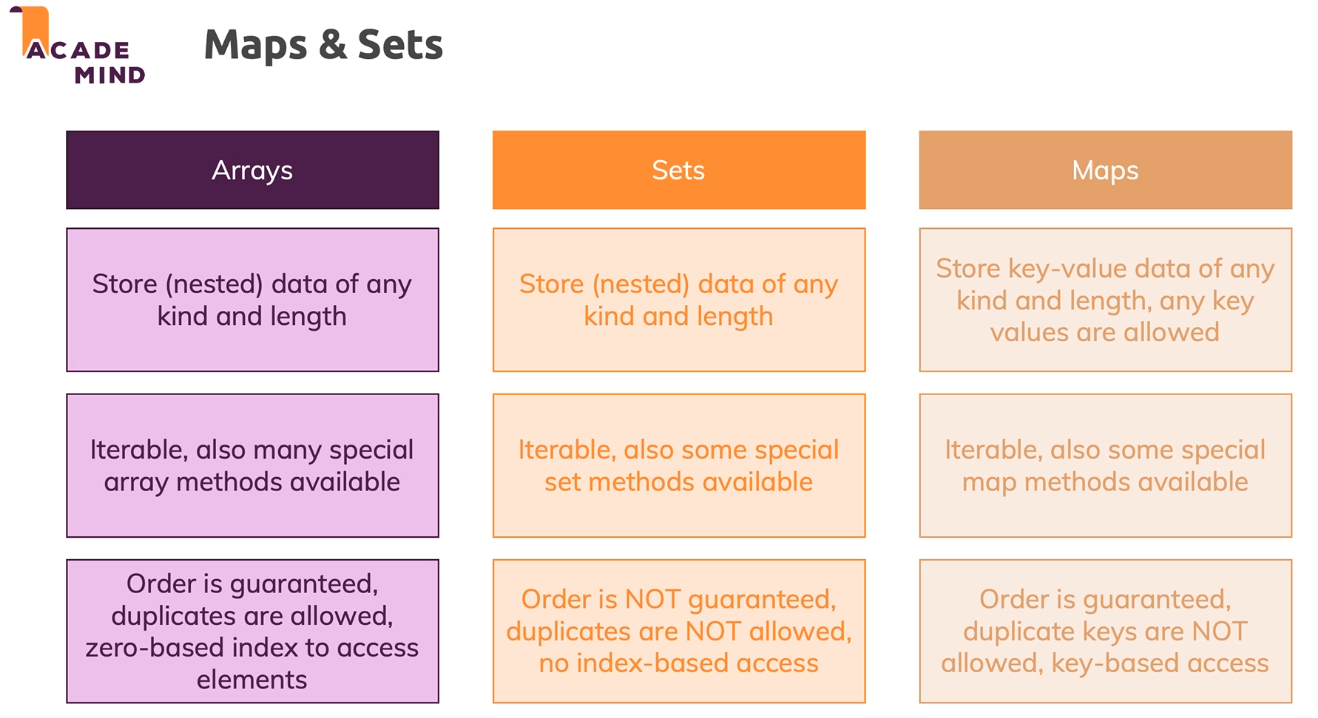 ACADE
MIND
Maps & Sets
Arrays
Store (nested) data of any
kind and length
Iterable, also many special
array methods available
Order is guaranteed,
duplicates are allowed,
zero-based index to access
elements
Sets
Store (nested) data of any
kind and length
Iterable, also some special
set methods available
Order is NOT guaranteed,
duplicates are NOT allowed,
no index-based access
Maps
Store key-value data of any
kind and length, any key
values are allowed
Iterable, also some special
map methods available
Order is guaranteed,
duplicate keys are NOT
allowed, key-based access